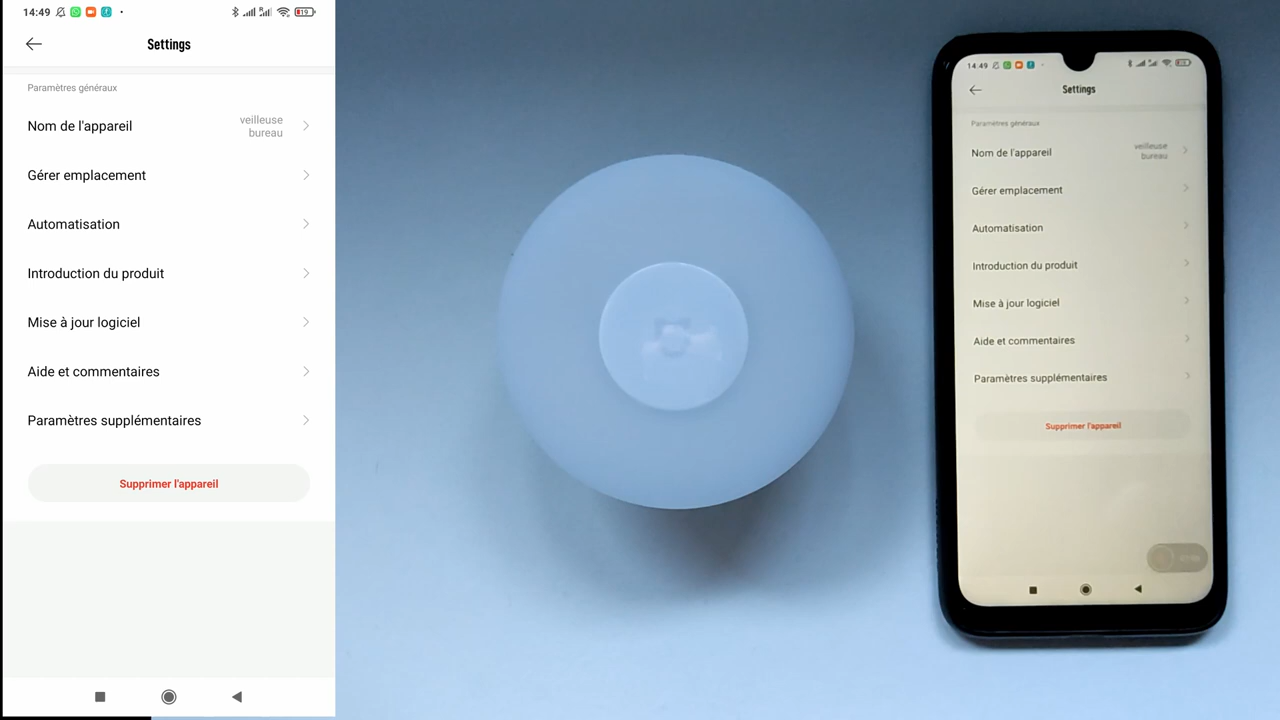 14:49
19
Settings
Paramètres généraux
Nom de l'appareil
veilleuse
bureau
Gérer emplacement
Automatisation
Introduction du produit
Mise à jour logiciel
Aide et commentaires
Paramètres supplémentaires
Supprimer l'appareil
14:49
Settings
Paramètres généraux
Nom de l'appareil
veilleuse
bureau
Gérer emplacement
Automatisation
Introduction du produit
Mise à jour logiciel
Aide et commentaires
Paramètres supplémentaires
Supprimer l'appareil